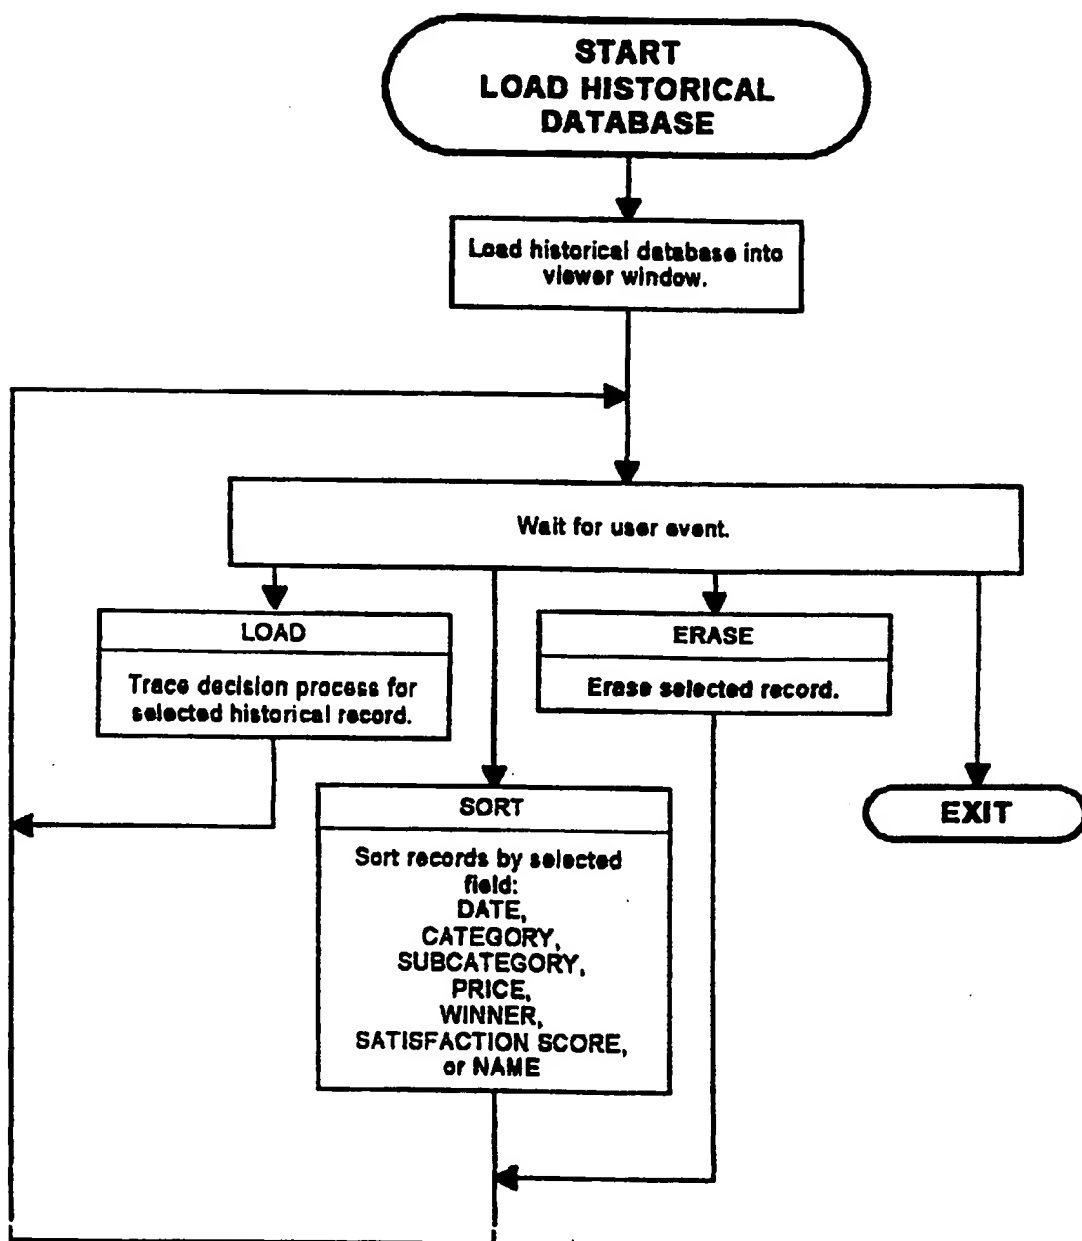 START
LOAD HISTORICAL
DATABASE
Load historical database into
viewer window.
Wait for user event.
LOAD
Trace decision process for
selected historical record.
ERASE
Erase selected record.
SORT
Sort records by selected
field:
DATE,
CATEGORY,
SUBCATEGORY,
PRICE,
WINNER,
SATISFACTION SCORE,
or NAME
EXIT